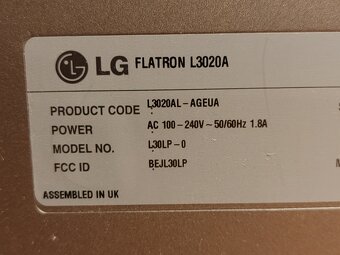 LG FLATRON L3020A
PRODUCT CODE L3020AL-AGEUA
POWER AC 100-240V~50/60Hz 1.8A
MODEL NO. L30LP-0
FCC ID BEJL30LP
ASSEMBLED IN UK